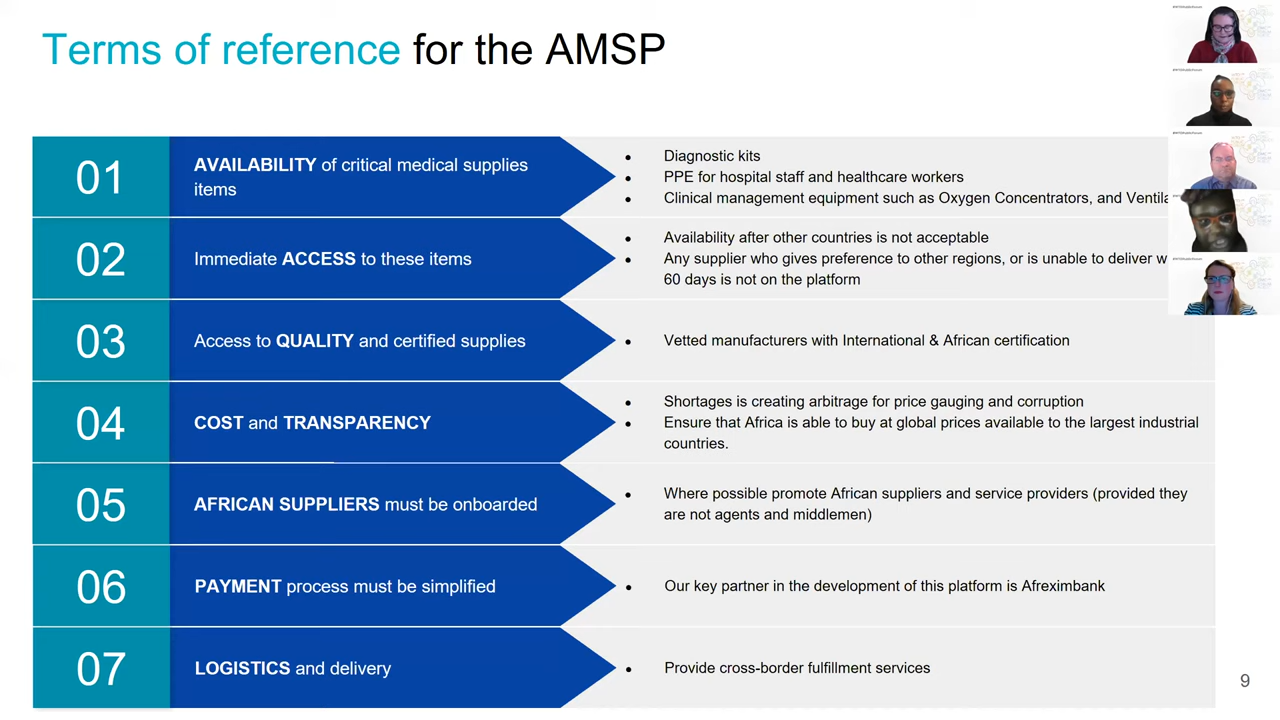 Terms of reference for the AMSP
01
AVAILABILITY of critical medical supplies
items
• Diagnostic kits
• PPE for hospital staff and healthcare workers
• Clinical management equipment such as Oxygen Concentrators, and Ventila
02
Immediate ACCESS to these items
• Availability after other countries is not acceptable
• Any supplier who gives preference to other regions, or is unable to deliver w
60 days is not on the platform
03
Access to QUALITY and certified supplies
• Vetted manufacturers with International & African certification
04
COST and TRANSPARENCY
• Shortages is creating arbitrage for price gauging and corruption
• Ensure that Africa is able to buy at global prices available to the largest industrial
countries.
05
AFRICAN SUPPLIERS must be onboarded
• Where possible promote African suppliers and service providers (provided they
are not agents and middlemen)
06
PAYMENT process must be simplified
• Our key partner in the development of this platform is Afreximbank
07
LOGISTICS and delivery
• Provide cross-border fulfillment services
9